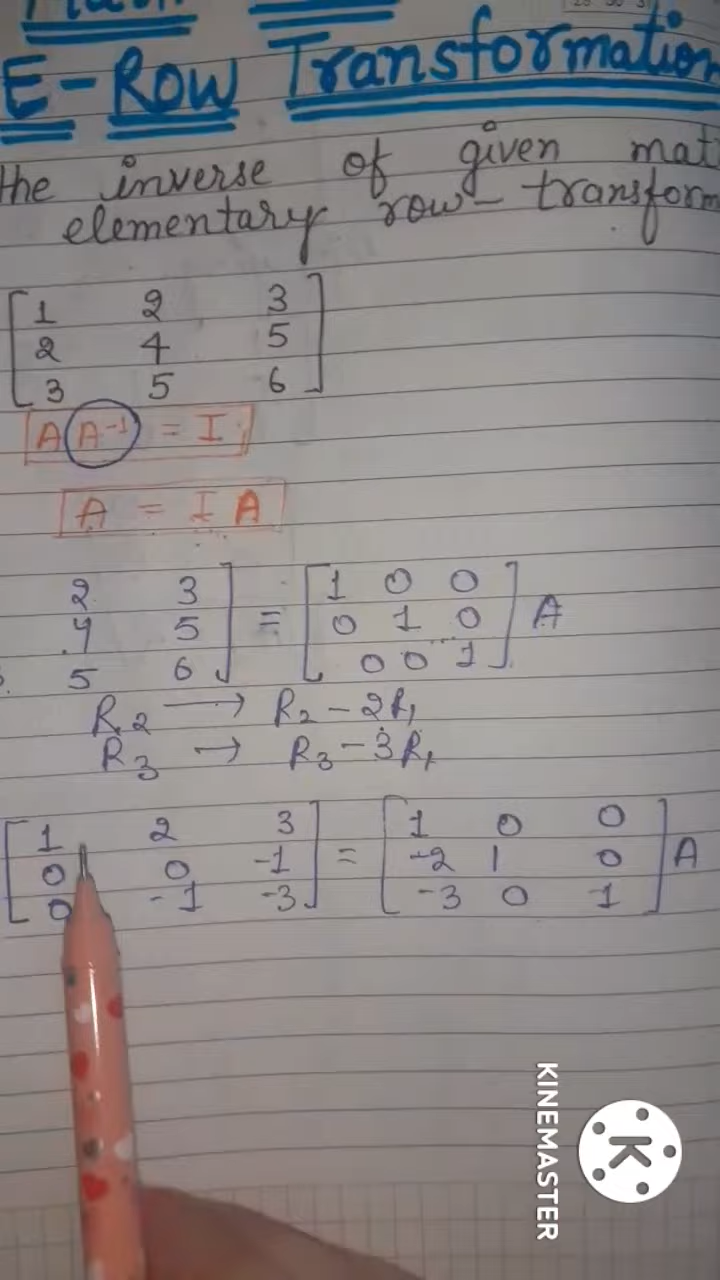 E-Row Transformation
the inverse of given mat
elementary row- transform
1 2 3
2 4 5
3 5 6
A A⁻¹ = I
A = I A
2 3 = 1 0 0
4 5 0 1 0 A
5 6 0 0 1
R₂ → R₂ - 2R₁
R₃ → R₃ - 3R₁
1 2 3 = 1 0 0
0 0 -1 -2 1 0 A
0 -1 -3 -3 0 1
KINEMASTER